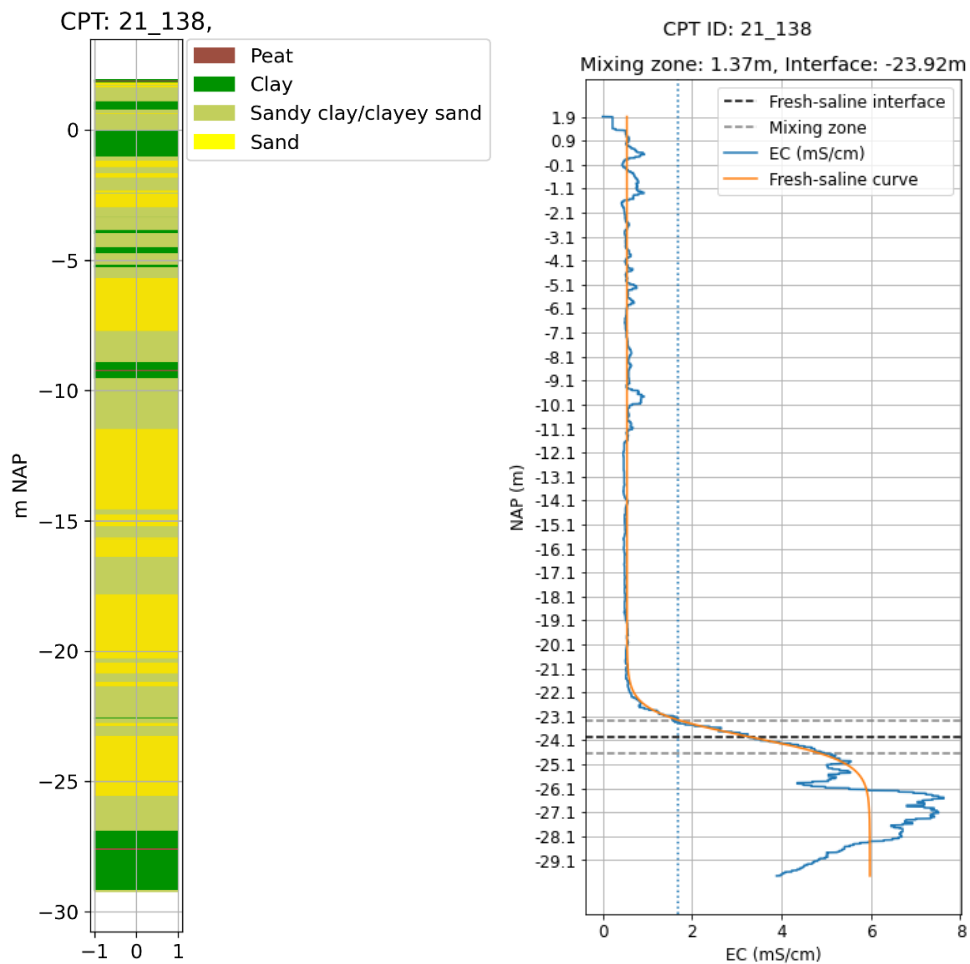 CPT: 21_138,
Peat
Clay
Sandy clay/clayey sand
Sand
0
−5
−10
−15
−20
−25
−30
m NAP
−1 0 1
CPT ID: 21_138
Mixing zone: 1.37m, Interface: -23.92m
Fresh-saline interface
Mixing zone
EC (mS/cm)
Fresh-saline curve
1.9
0.9
-0.1
-1.1
-2.1
-3.1
-4.1
-5.1
-6.1
-7.1
-8.1
-9.1
-10.1
-11.1
-12.1
-13.1
-14.1
-15.1
-16.1
-17.1
-18.1
-19.1
-20.1
-21.1
-22.1
-23.1
-24.1
-25.1
-26.1
-27.1
-28.1
-29.1
NAP (m)
0 2 4 6 8
EC (mS/cm)